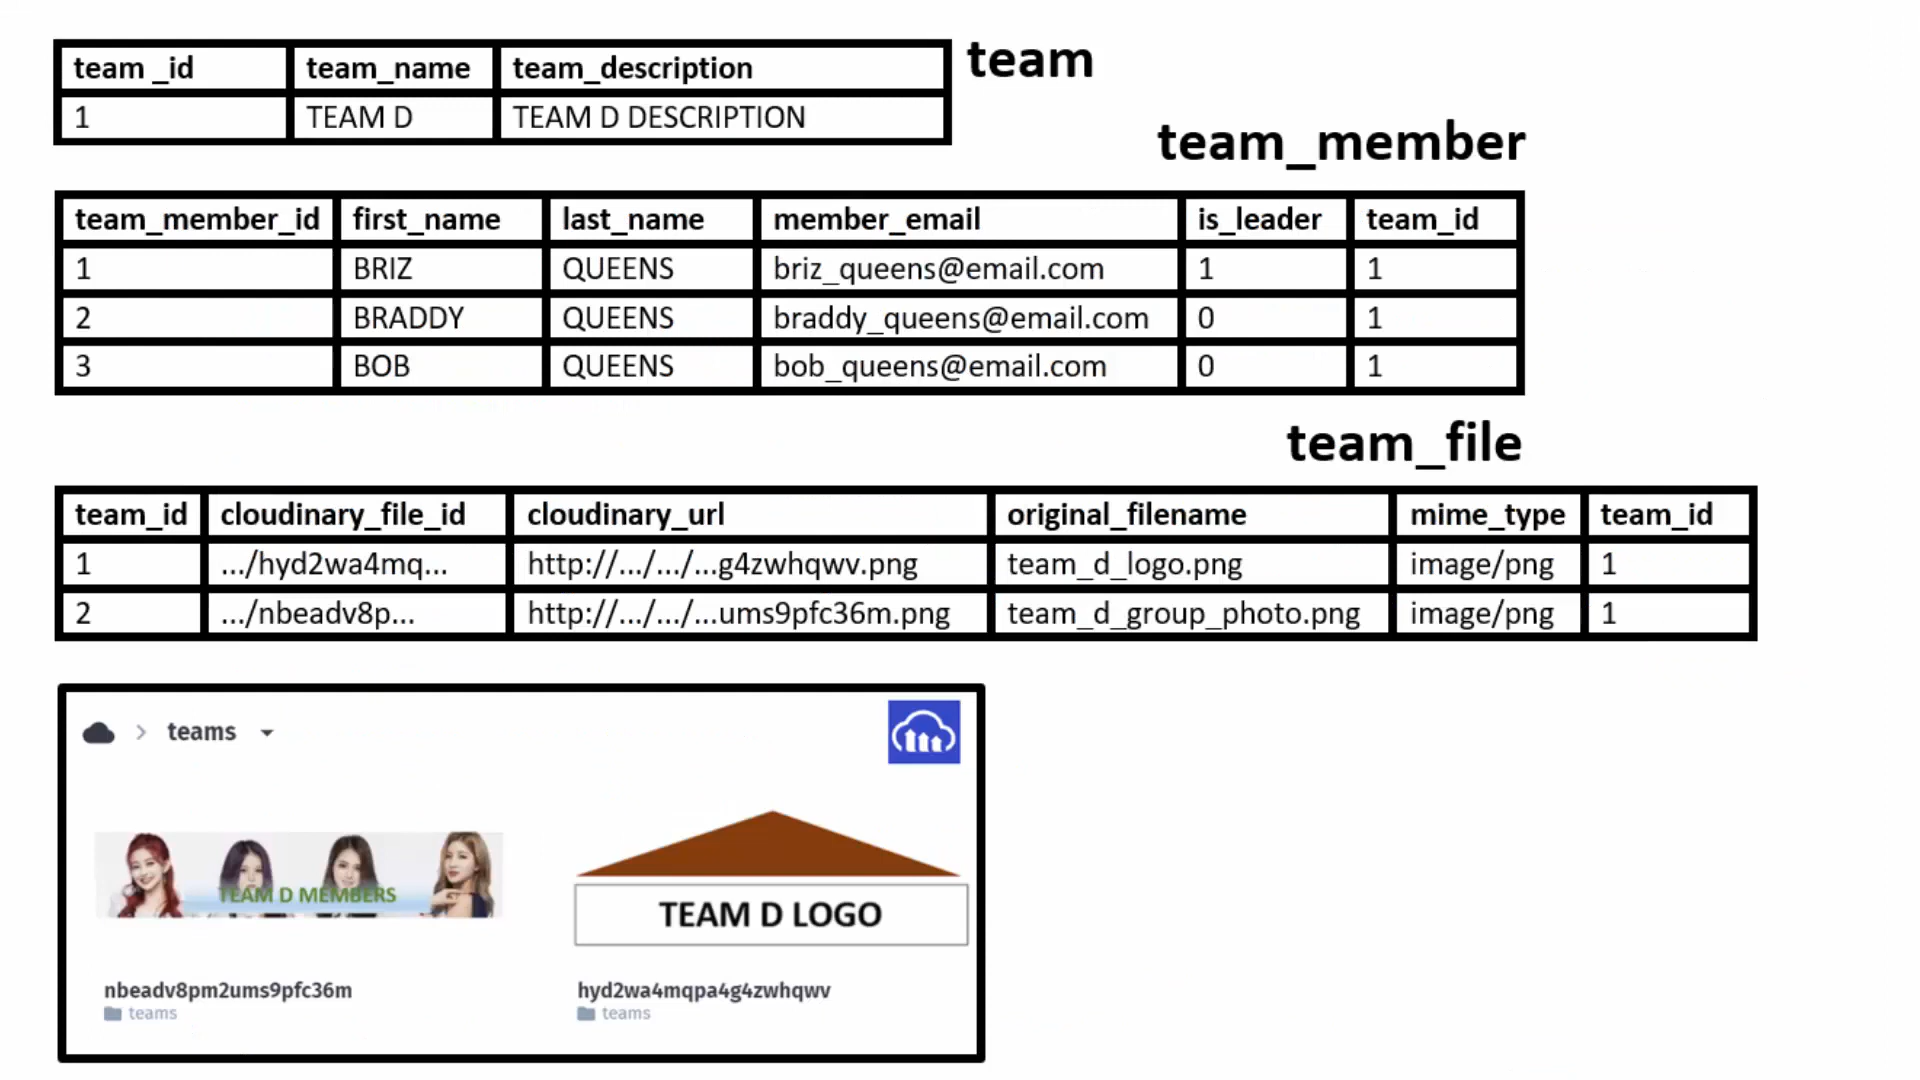 team _id team_name team_description team
1 TEAM D TEAM D DESCRIPTION
team_member
team_member_id first_name last_name member_email is_leader team_id
1 BRIZ QUEENS briz_queens@email.com 1 1
2 BRADDY QUEENS braddy_queens@email.com 0 1
3 BOB QUEENS bob_queens@email.com 0 1
team_file
team_id cloudinary_file_id cloudinary_url original_filename mime_type team_id
1 .../hyd2wa4mq... http://.../.../...g4zwhqwv.png team_d_logo.png image/png 1
2 .../nbeadv8p... http://.../.../...ums9pfc36m.png team_d_group_photo.png image/png 1
teams
TEAM D MEMBERS
TEAM D LOGO
nbeadv8pm2ums9pfc36m hyd2wa4mqpa4g4zwhqwv
teams teams